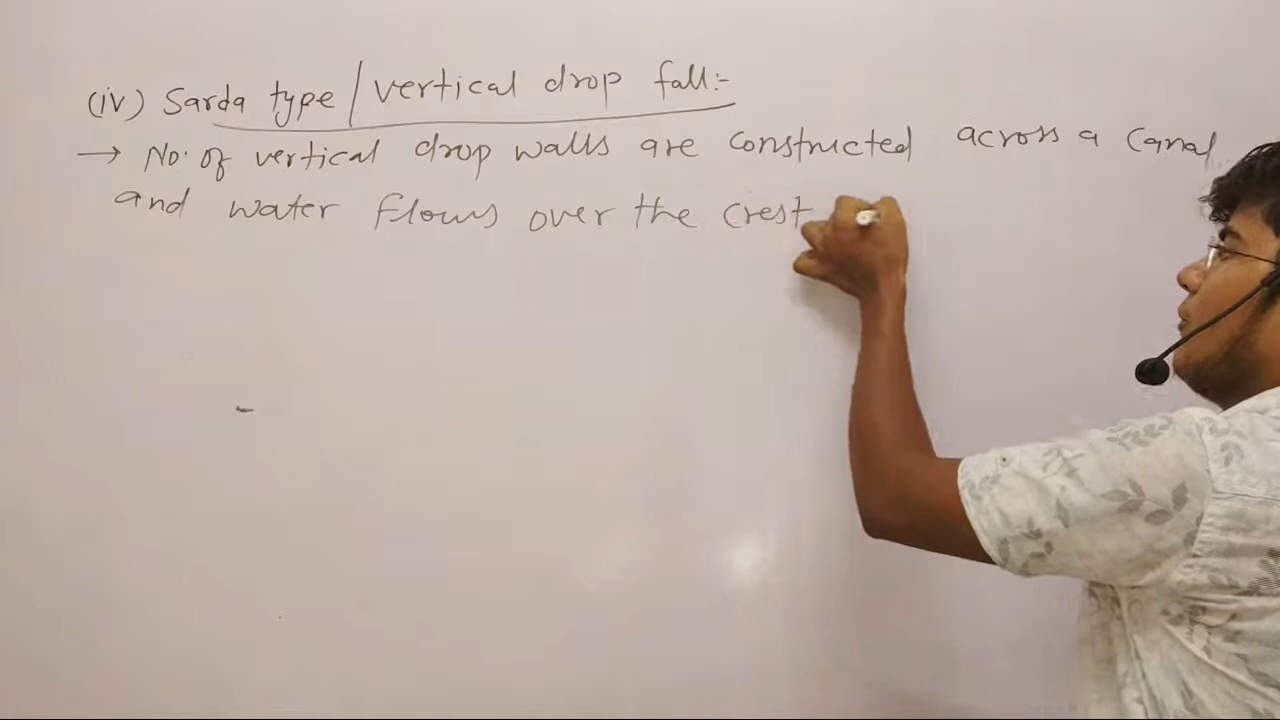 (iv) Sarda type / vertical drop fall:-
→ No. of vertical drop walls are constructed across a canal
and water flows over the crest